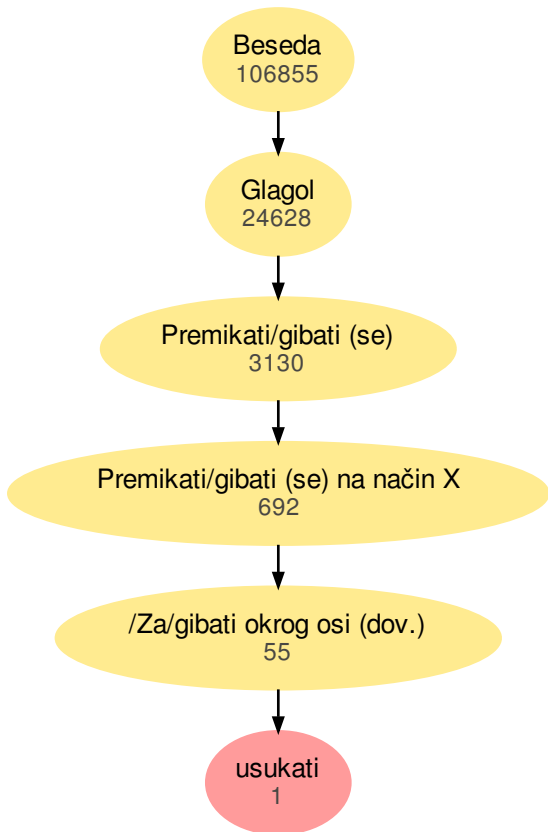 Beseda
106855
Glagol
24628
Premikati/gibati (se)
3130
Premikati/gibati (se) na način X
692
/Za/gibati okrog osi (dov.)
55
usukati
1